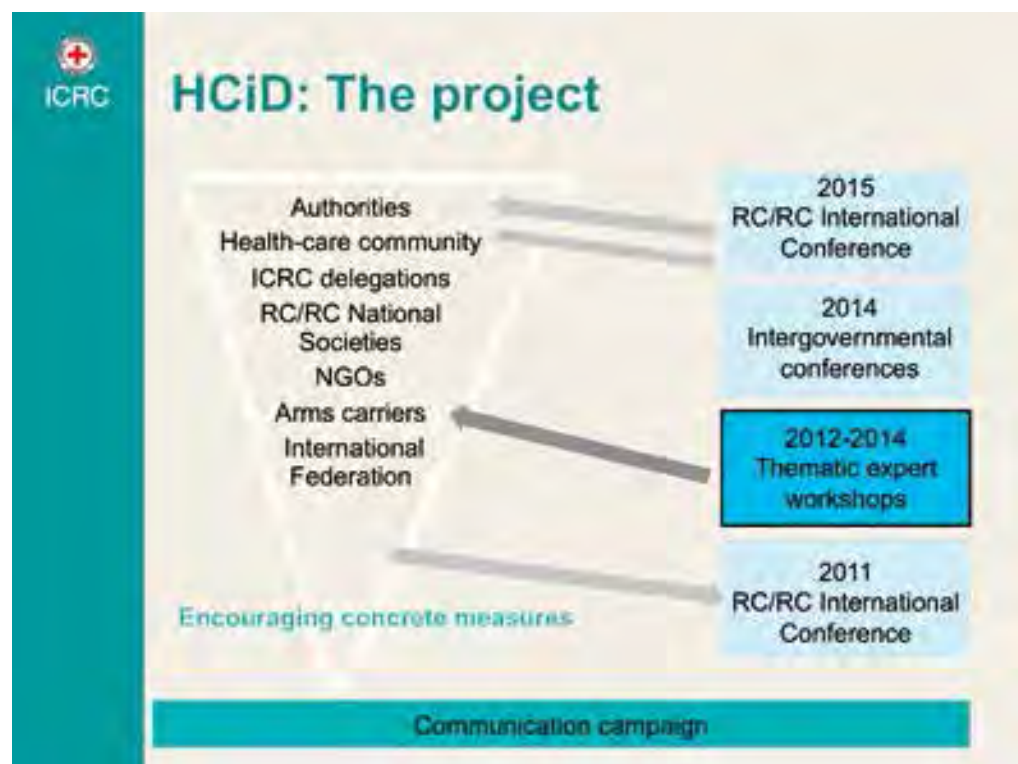 ICRC
HCiD: The project
Authorities
Health-care community
ICRC delegations
RC/RC National
Societies
NGOs
Arms carriers
International
Federation
Encouraging concrete measures
2015
RC/RC International
Conference
2014
Intergovernmental
conferences
2012-2014
Thematic expert
workshops
2011
RC/RC International
Conference
Communication campaign